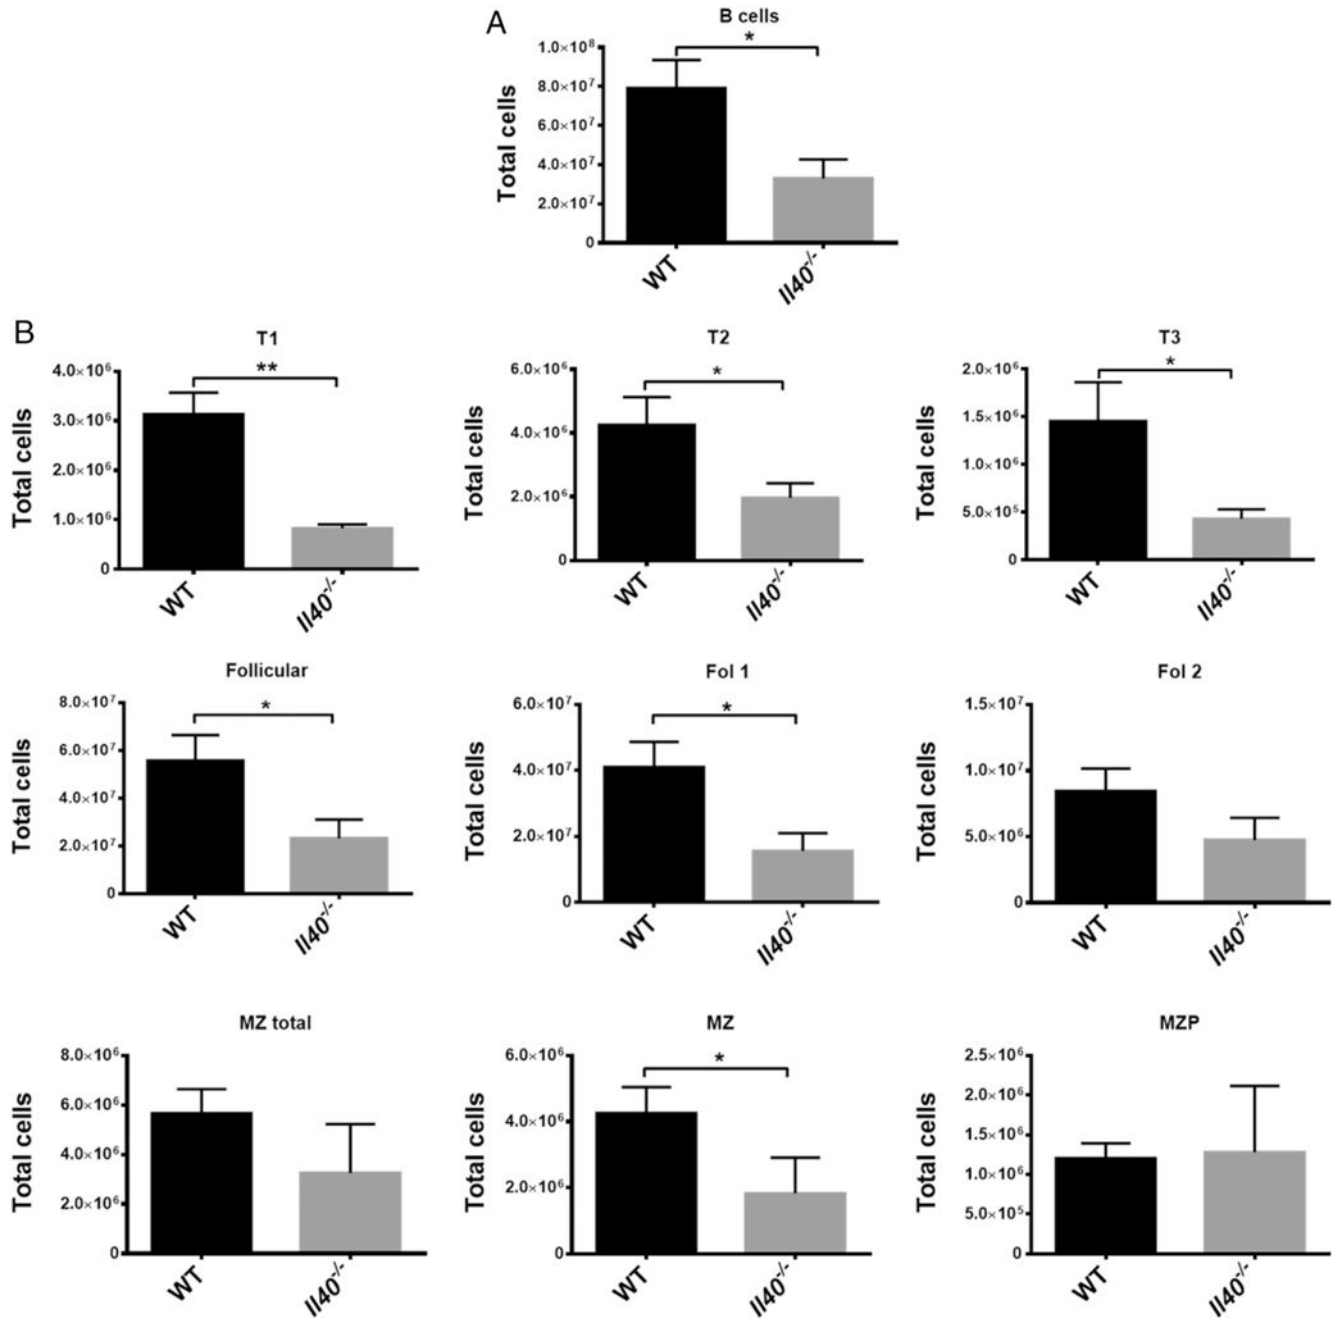 A
B cells
*
1.0×10⁸
8.0×10⁷
6.0×10⁷
4.0×10⁷
2.0×10⁷
0
Total cells
WT
Il40⁻/⁻
B
T1
**
4.0×10⁶
3.0×10⁶
2.0×10⁶
1.0×10⁶
0
Total cells
WT
Il40⁻/⁻
T2
*
6.0×10⁶
4.0×10⁶
2.0×10⁶
0
Total cells
WT
Il40⁻/⁻
T3
*
2.0×10⁶
1.5×10⁶
1.0×10⁶
5.0×10⁵
0
Total cells
WT
Il40⁻/⁻
Follicular
*
8.0×10⁷
6.0×10⁷
4.0×10⁷
2.0×10⁷
0
Total cells
WT
Il40⁻/⁻
Fol 1
*
6.0×10⁷
4.0×10⁷
2.0×10⁷
0
Total cells
WT
Il40⁻/⁻
Fol 2
1.5×10⁷
1.0×10⁷
5.0×10⁶
0
Total cells
WT
Il40⁻/⁻
MZ total
8.0×10⁶
6.0×10⁶
4.0×10⁶
2.0×10⁶
0
Total cells
WT
Il40⁻/⁻
MZ
*
6.0×10⁶
4.0×10⁶
2.0×10⁶
0
Total cells
WT
Il40⁻/⁻
MZP
2.5×10⁶
2.0×10⁶
1.5×10⁶
1.0×10⁶
5.0×10⁵
0
Total cells
WT
Il40⁻/⁻